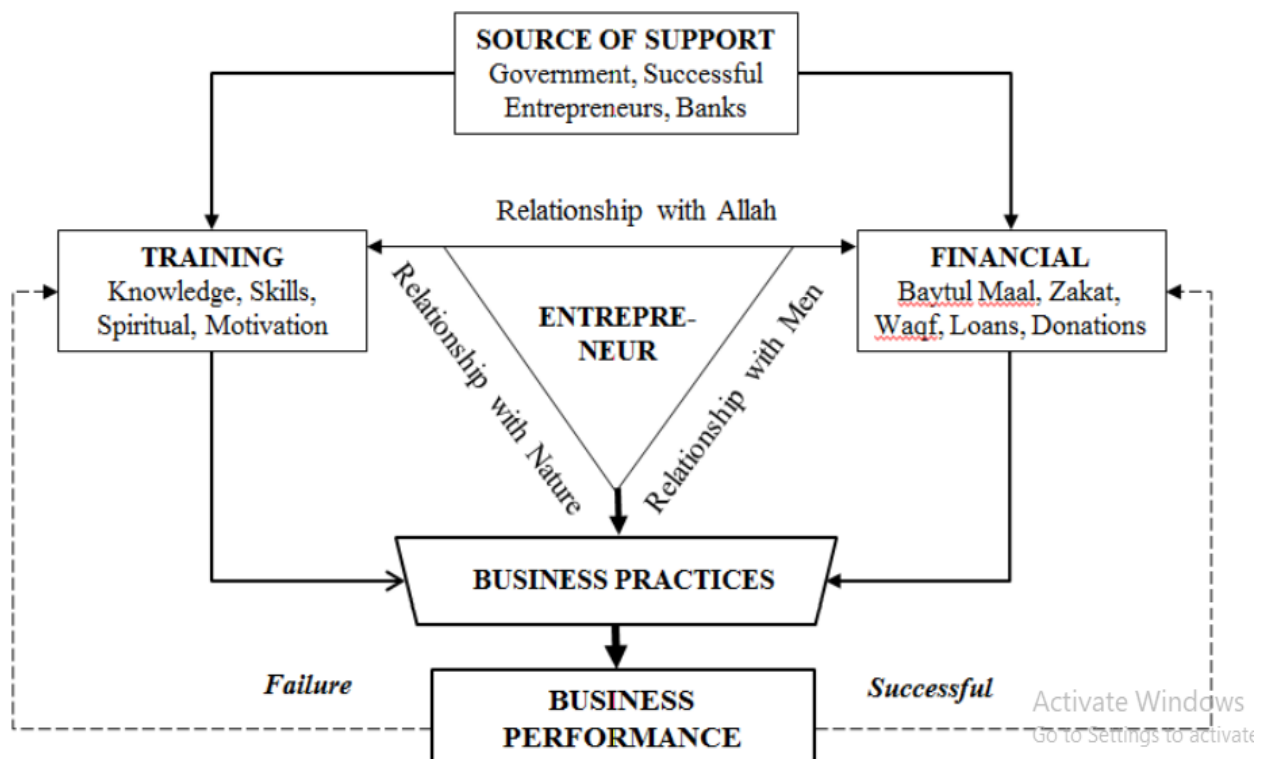 SOURCE OF SUPPORT
Government, Successful
Entrepreneurs, Banks
Relationship with Allah
TRAINING
Knowledge, Skills,
Spiritual, Motivation
Relationship with Nature
ENTREPRE-
NEUR
Relationship with Men
FINANCIAL
Baytul Maal, Zakat,
Waqf, Loans, Donations
BUSINESS PRACTICES
Failure
BUSINESS
PERFORMANCE
Successful
Activate Windows
Go to Settings to activate